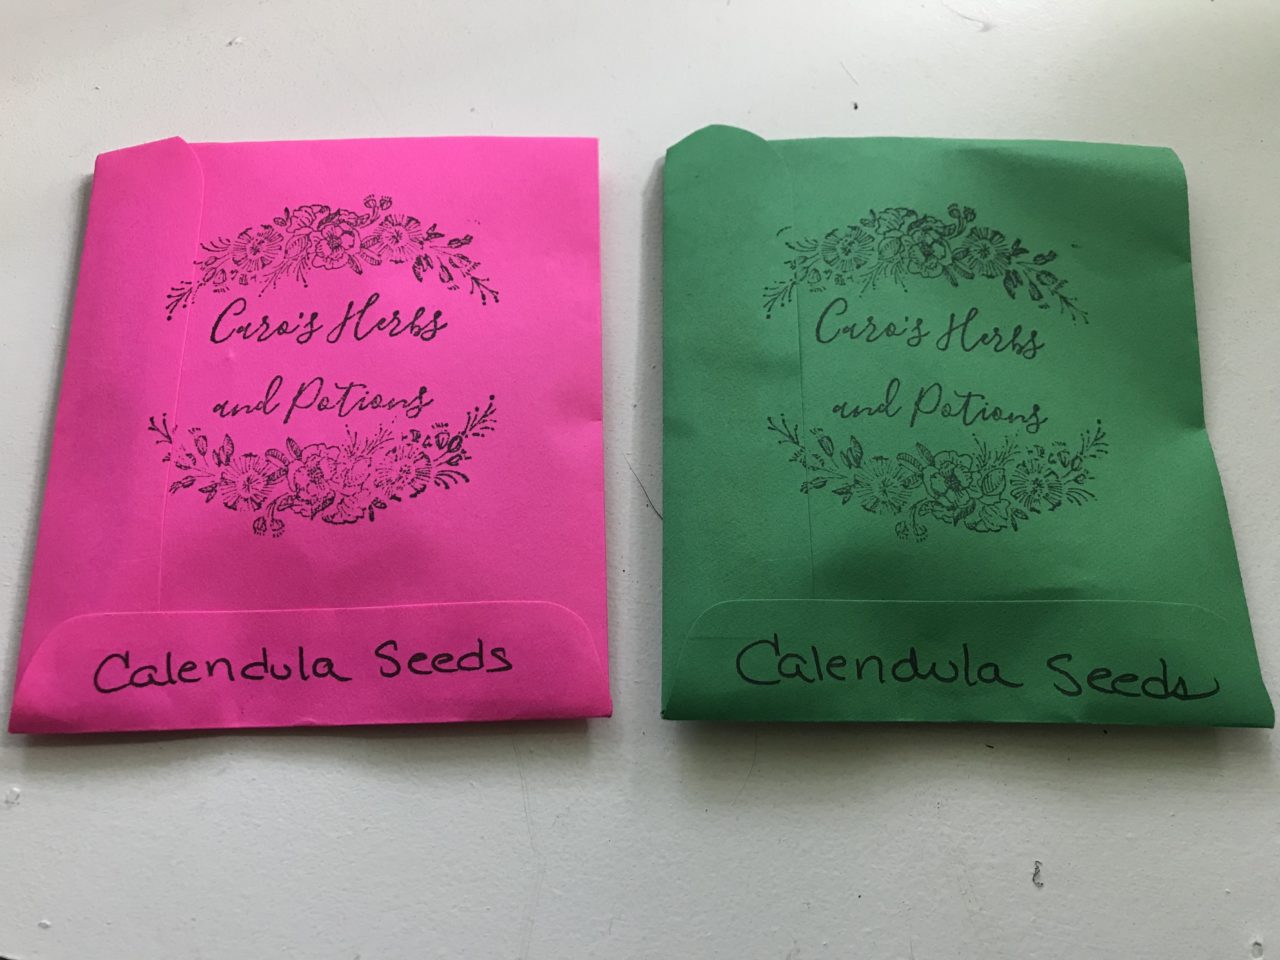 Caro's Herbs
and Potions
Calendula Seeds
Caro's Herbs
and Potions
Calendula Seeds